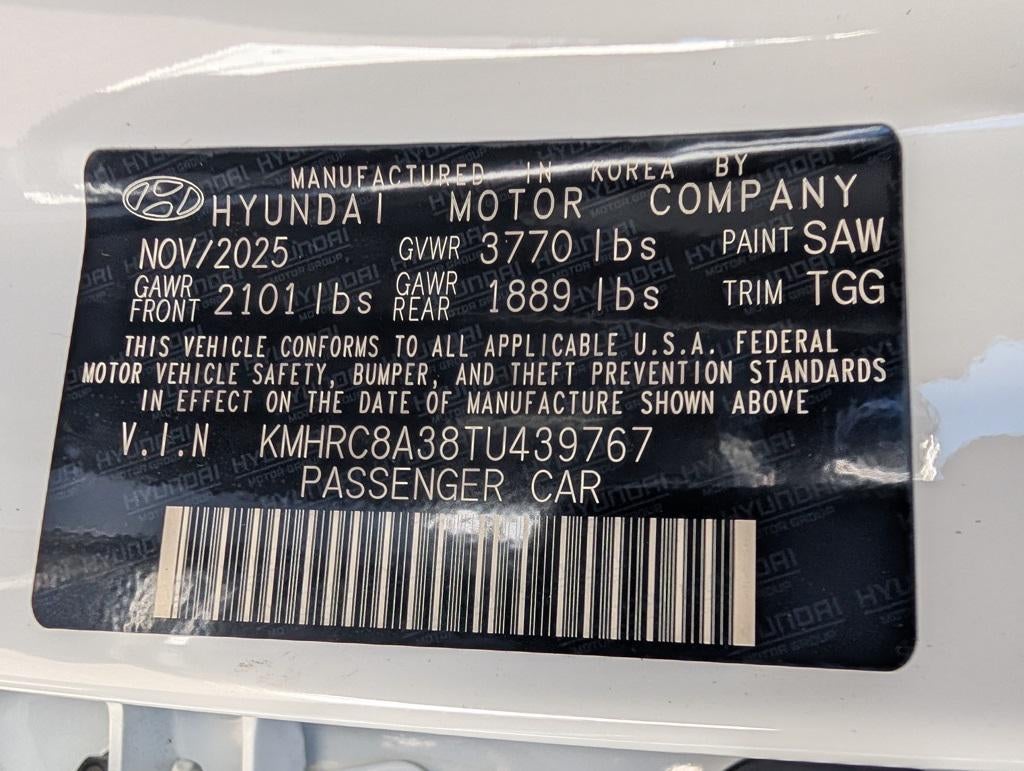 MANUFACTURED IN KOREA BY
HYUNDAI MOTOR COMPANY
NOV/2025 GVWR 3770 lbs PAINT SAW
GAWR FRONT 2101 lbs GAWR REAR 1889 lbs TRIM TGG
THIS VEHICLE CONFORMS TO ALL APPLICABLE U.S.A. FEDERAL
MOTOR VEHICLE SAFETY, BUMPER, AND THEFT PREVENTION STANDARDS
IN EFFECT ON THE DATE OF MANUFACTURE SHOWN ABOVE
V.I.N KMHRC8A38TU439767
PASSENGER CAR